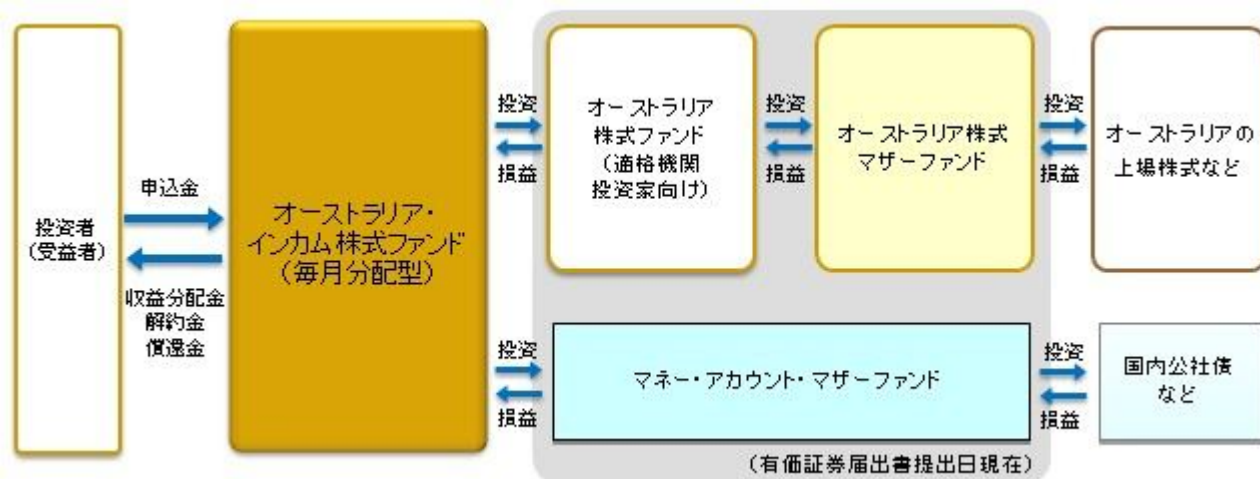 投資者
(受益者)
申込金
収益分配金
解約金
償還金
オーストラリア・
インカム株式ファンド
(毎月分配型)
投資
損益
オーストラリア
株式ファンド
(適格機関
投資家向け)
投資
損益
オーストラリア株式
マザーファンド
投資
損益
オーストラリアの
上場株式など
投資
損益
マネー・アカウント・マザーファンド
投資
損益
国内公社債
など
(有価証券届出書提出日現在)